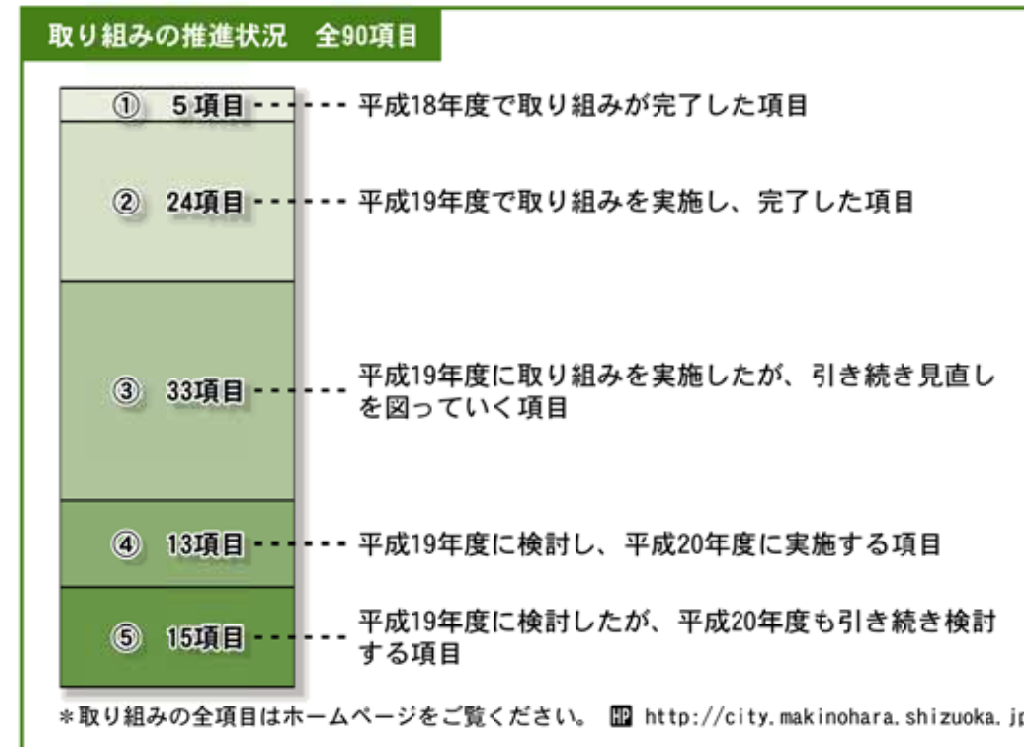 取り組みの推進状況　全90項目
① 5項目------ 平成18年度で取り組みが完了した項目
② 24項目------ 平成19年度で取り組みを実施し、完了した項目
③ 33項目------ 平成19年度に取り組みを実施したが、引き続き見直し
を図っていく項目
④ 13項目------ 平成19年度に検討し、平成20年度に実施する項目
⑤ 15項目------ 平成19年度に検討したが、平成20年度も引き続き検討
する項目
＊取り組みの全項目はホームページをご覧ください。 HP http://city.makinohara.shizuoka.jp